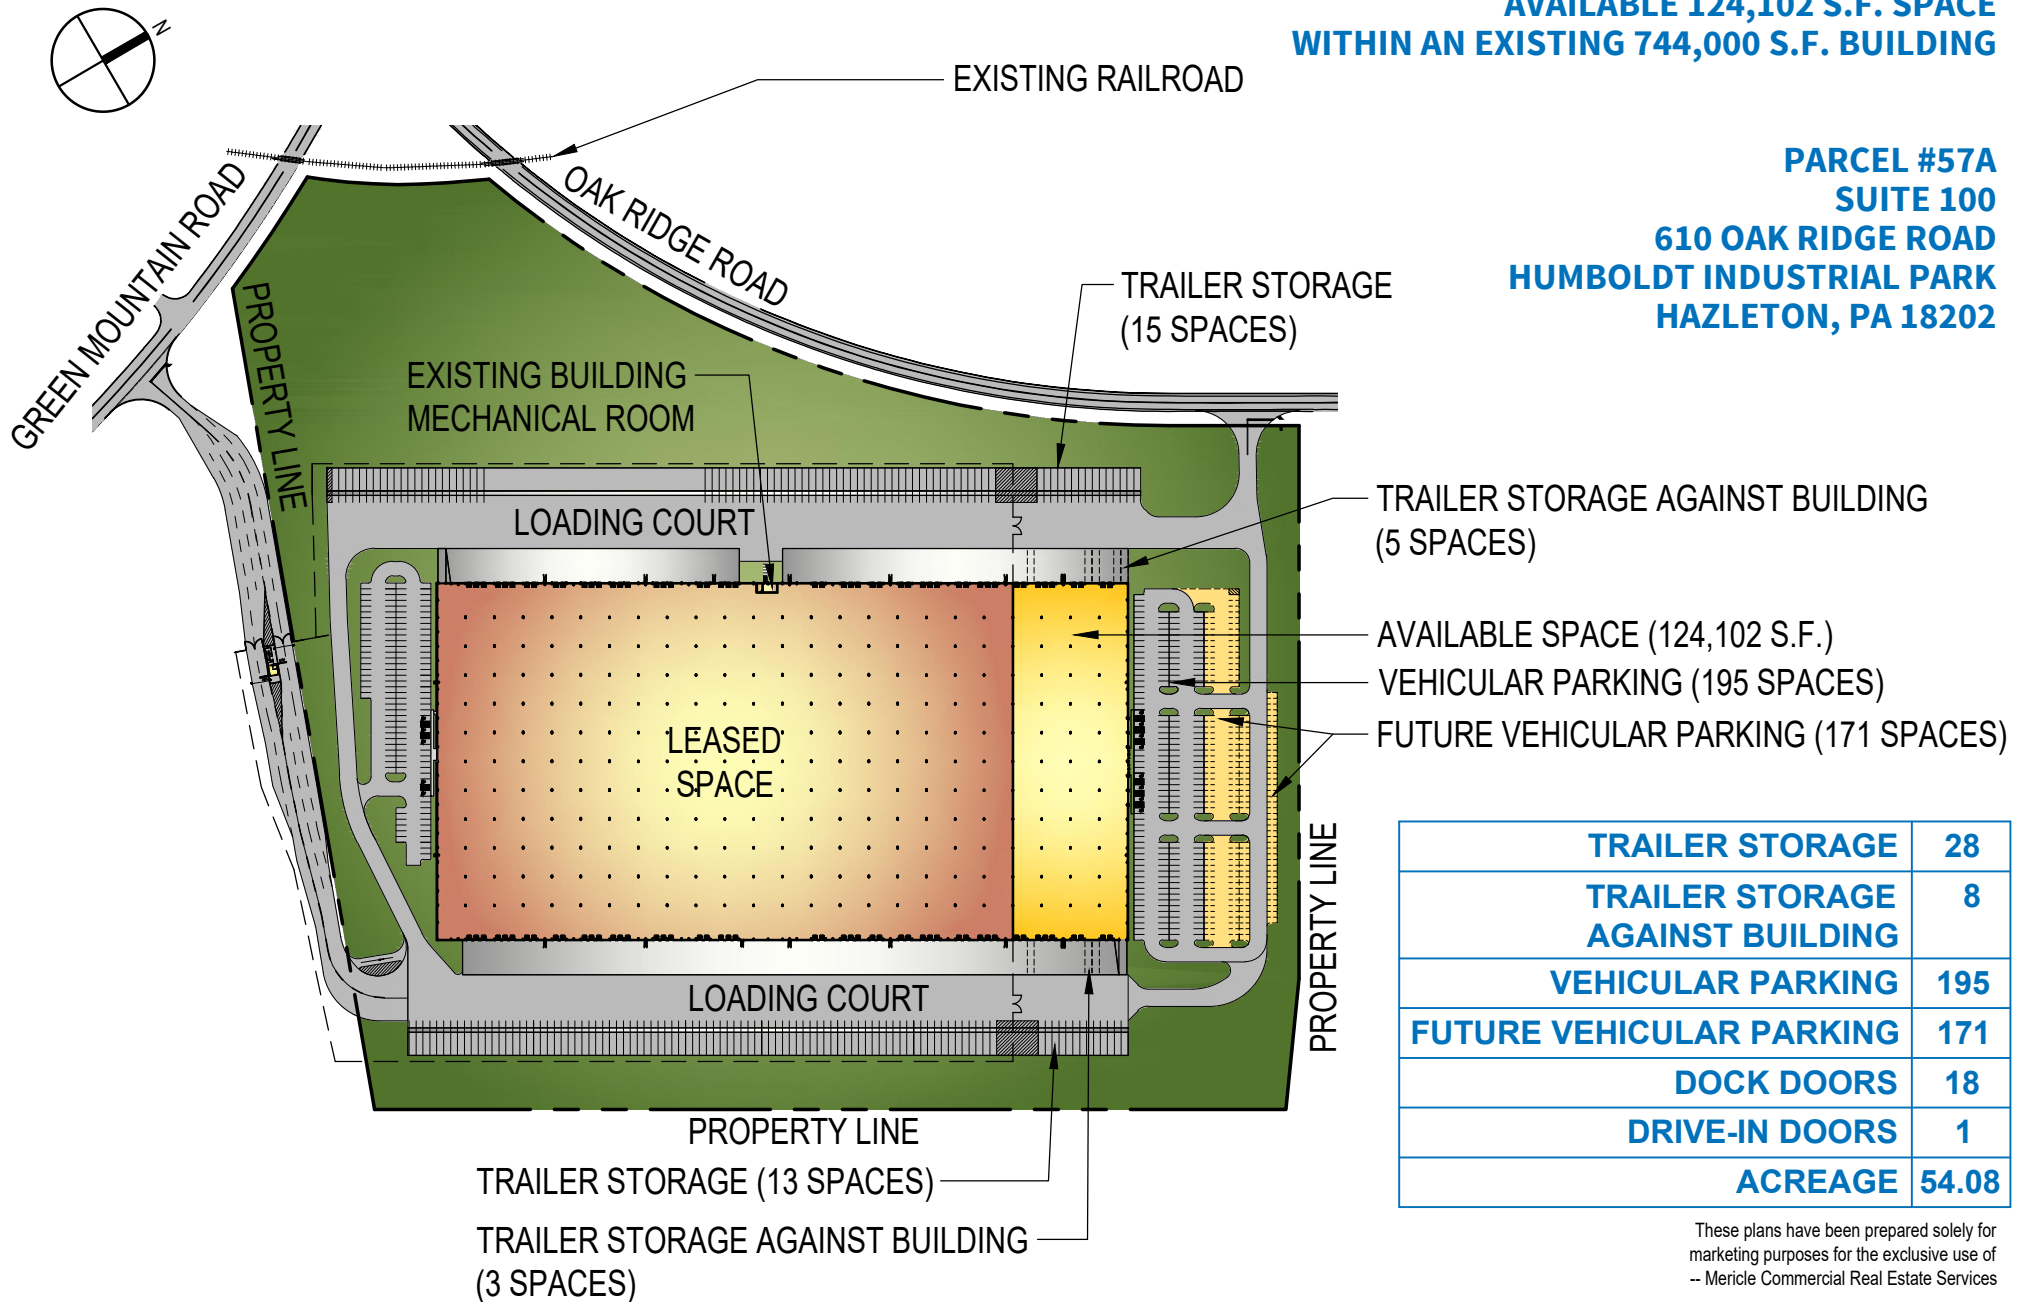 AVAILABLE 124,102 S.F. SPACE
WITHIN AN EXISTING 744,000 S.F. BUILDING
N
EXISTING RAILROAD
PARCEL #57A
SUITE 100
610 OAK RIDGE ROAD
HUMBOLDT INDUSTRIAL PARK
HAZLETON, PA 18202
GREEN MOUNTAIN ROAD
OAK RIDGE ROAD
PROPERTY LINE
TRAILER STORAGE
(15 SPACES)
EXISTING BUILDING
MECHANICAL ROOM
LOADING COURT
TRAILER STORAGE AGAINST BUILDING
(5 SPACES)
AVAILABLE SPACE (124,102 S.F.)
VEHICULAR PARKING (195 SPACES)
FUTURE VEHICULAR PARKING (171 SPACES)
LEASED
SPACE
PROPERTY LINE
LOADING COURT
PROPERTY LINE
TRAILER STORAGE (13 SPACES)
TRAILER STORAGE AGAINST BUILDING
(3 SPACES)
TRAILER STORAGE 28
TRAILER STORAGE 8
AGAINST BUILDING
VEHICULAR PARKING 195
FUTURE VEHICULAR PARKING 171
DOCK DOORS 18
DRIVE-IN DOORS 1
ACREAGE 54.08
These plans have been prepared solely for
marketing purposes for the exclusive use of
-- Mericle Commercial Real Estate Services